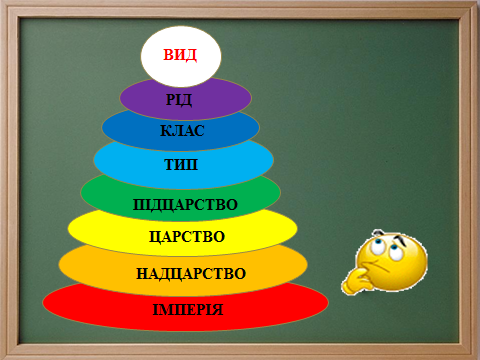 ВИД
РІД
КЛАС
ТИП
ПІДЦАРСТВО
ЦАРСТВО
НАДЦАРСТВО
ІМПЕРІЯ